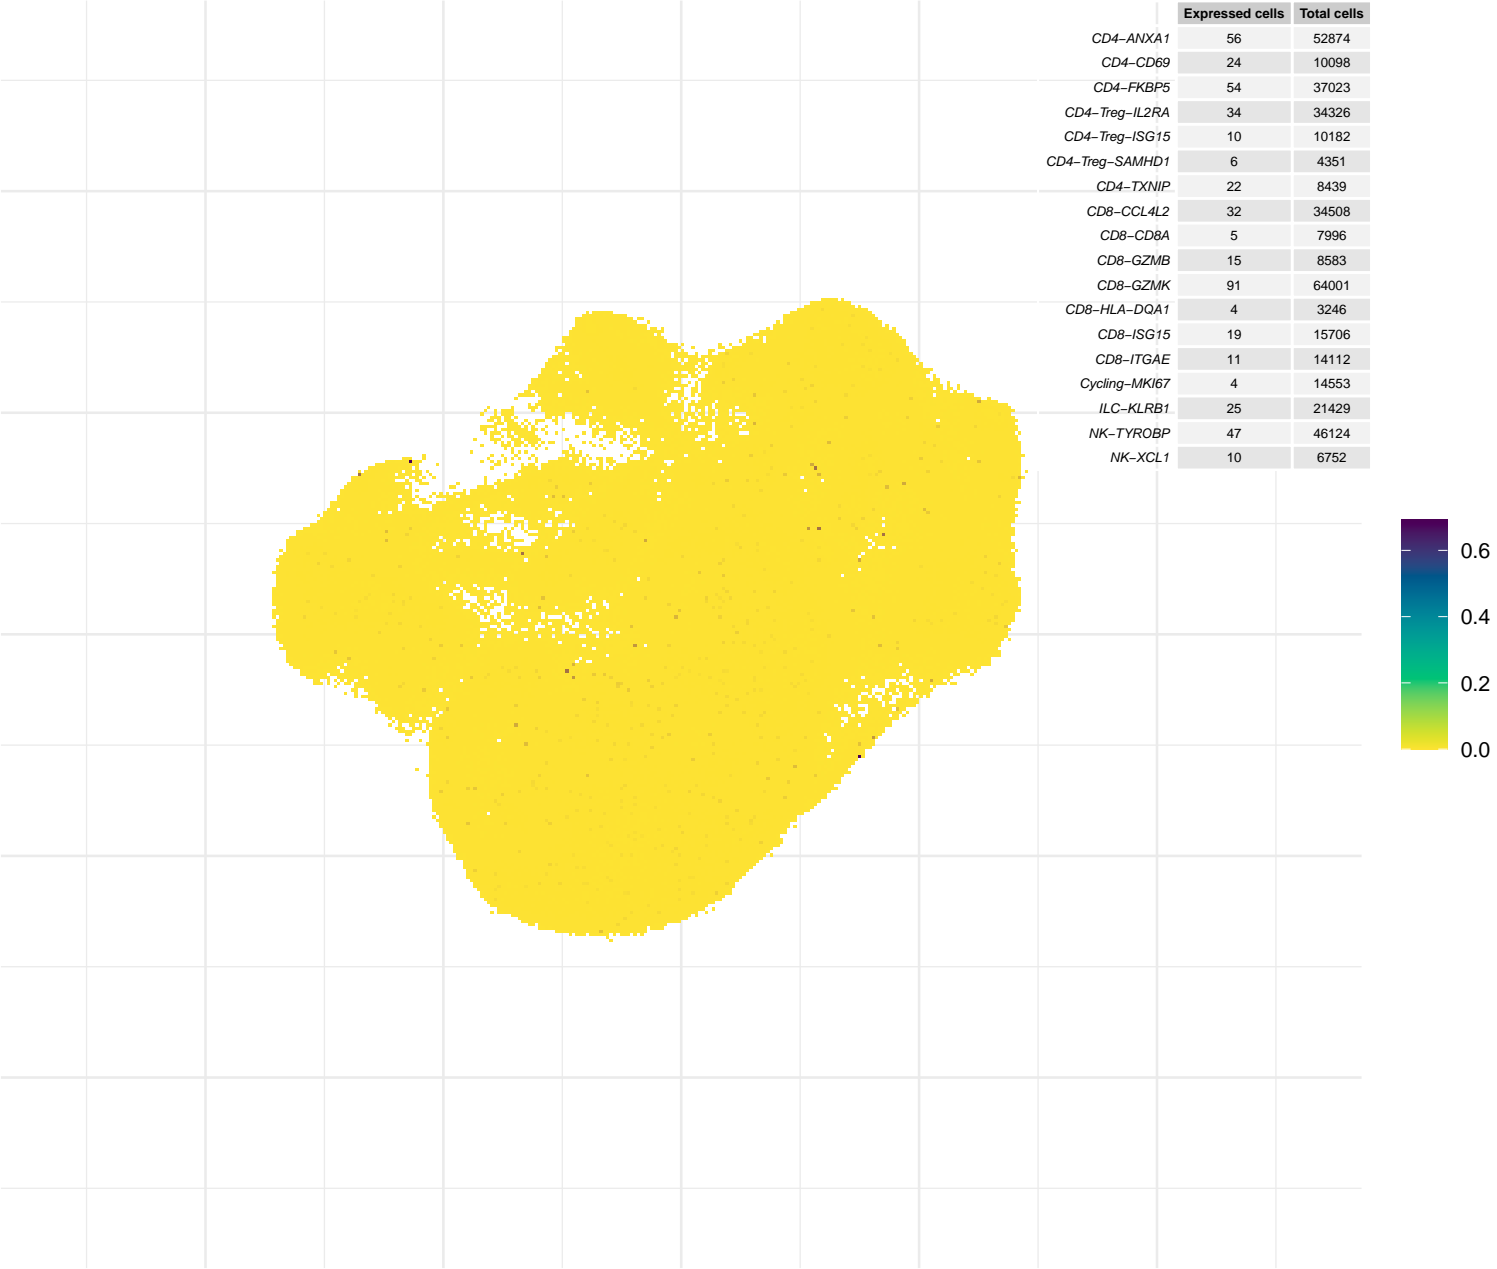 Expressed cells Total cells
CD4−ANXA1 56 52874
CD4−CD69 24 10098
CD4−FKBP5 54 37023
CD4−Treg−IL2RA 34 34326
CD4−Treg−ISG15 10 10182
CD4−Treg−SAMHD1 6 4351
CD4−TXNIP 22 8439
CD8−CCL4L2 32 34508
CD8−CD8A 5 7996
CD8−GZMB 15 8583
CD8−GZMK 91 64001
CD8−HLA−DQA1 4 3246
CD8−ISG15 19 15706
CD8−ITGAE 11 14112
Cycling−MKI67 4 14553
ILC−KLRB1 25 21429
NK−TYROBP 47 46124
NK−XCL1 10 6752
0.6
0.4
0.2
0.0